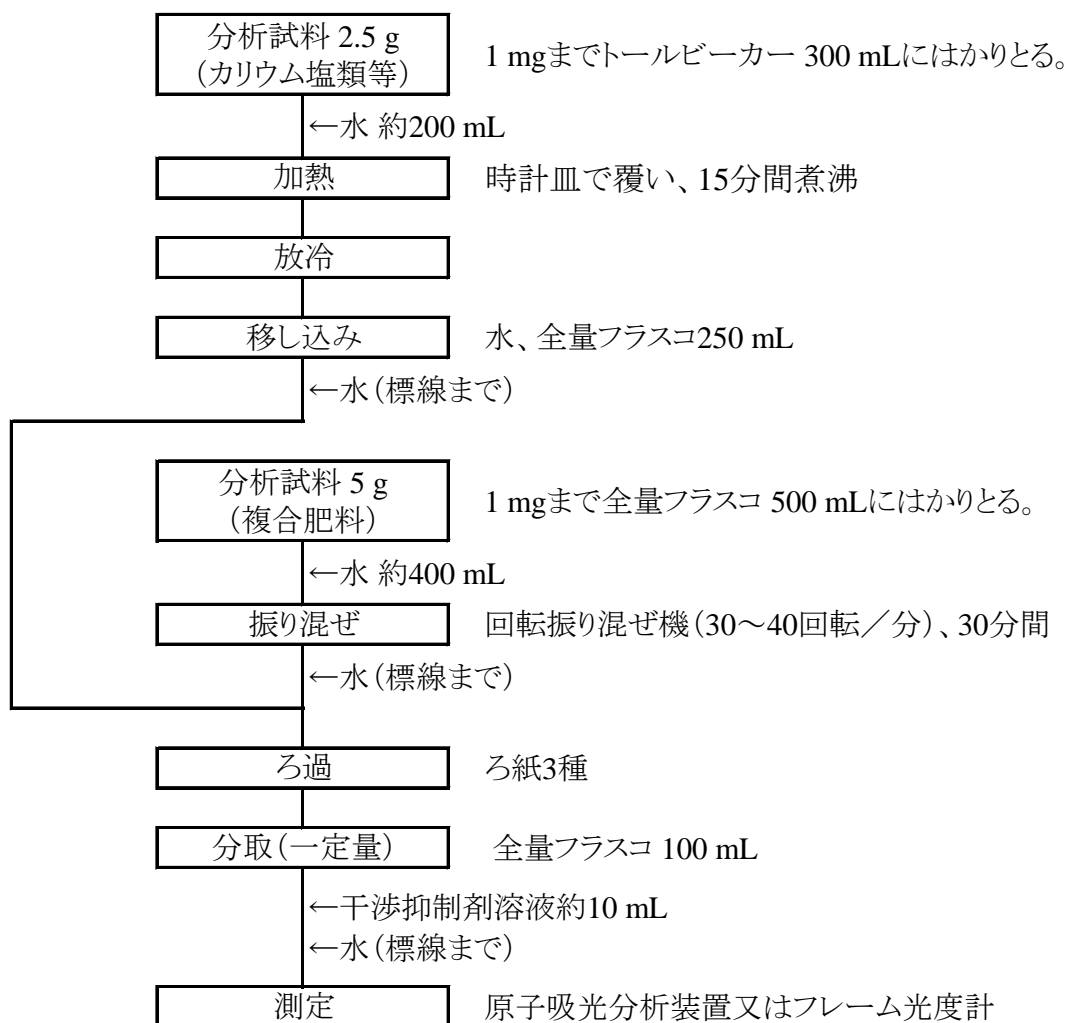 分析試料 2.5 g
（カリウム塩類等）
1 mgまでトールビーカー 300 mLにはかりとる。
←水 約200 mL
加熱
時計皿で覆い、15分間煮沸
放冷
移し込み
水、全量フラスコ250 mL
←水（標線まで）
分析試料 5 g
（複合肥料）
1 mgまで全量フラスコ 500 mLにはかりとる。
←水 約400 mL
振り混ぜ
回転振り混ぜ機（30～40回転／分）、30分間
←水（標線まで）
ろ過
ろ紙3種
分取（一定量）
全量フラスコ 100 mL
←干渉抑制剤溶液約10 mL
←水（標線まで）
測定
原子吸光分析装置又はフレーム光度計